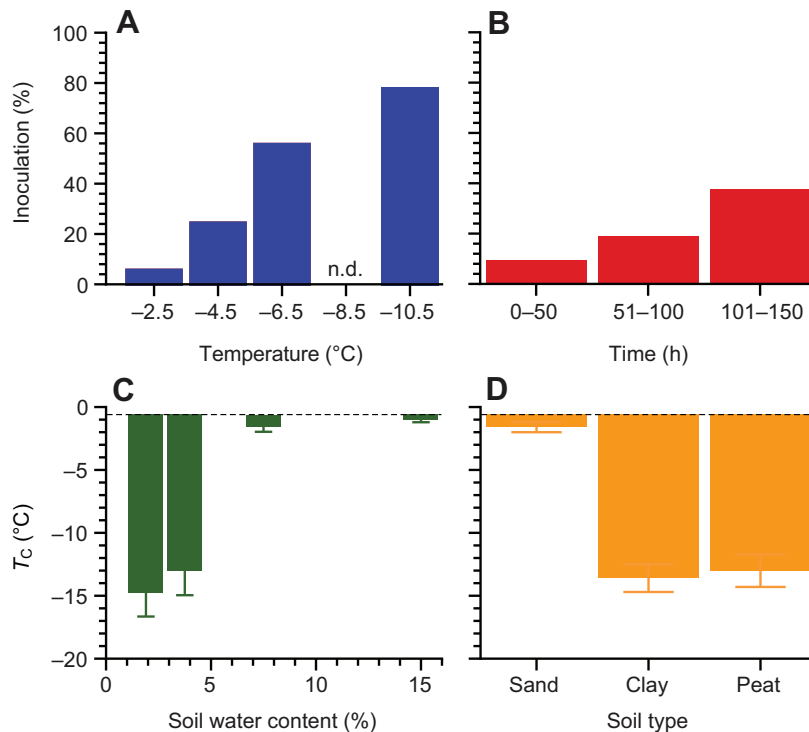 A
B
Inoculation (%)
100
80
60
40
20
0
n.d.
–2.5 –4.5 –6.5 –8.5 –10.5
0–50 51–100 101–150
Temperature (°C)
Time (h)
C
D
T_C (°C)
0
–5
–10
–15
–20
0 5 10 15
Sand Clay Peat
Soil water content (%)
Soil type